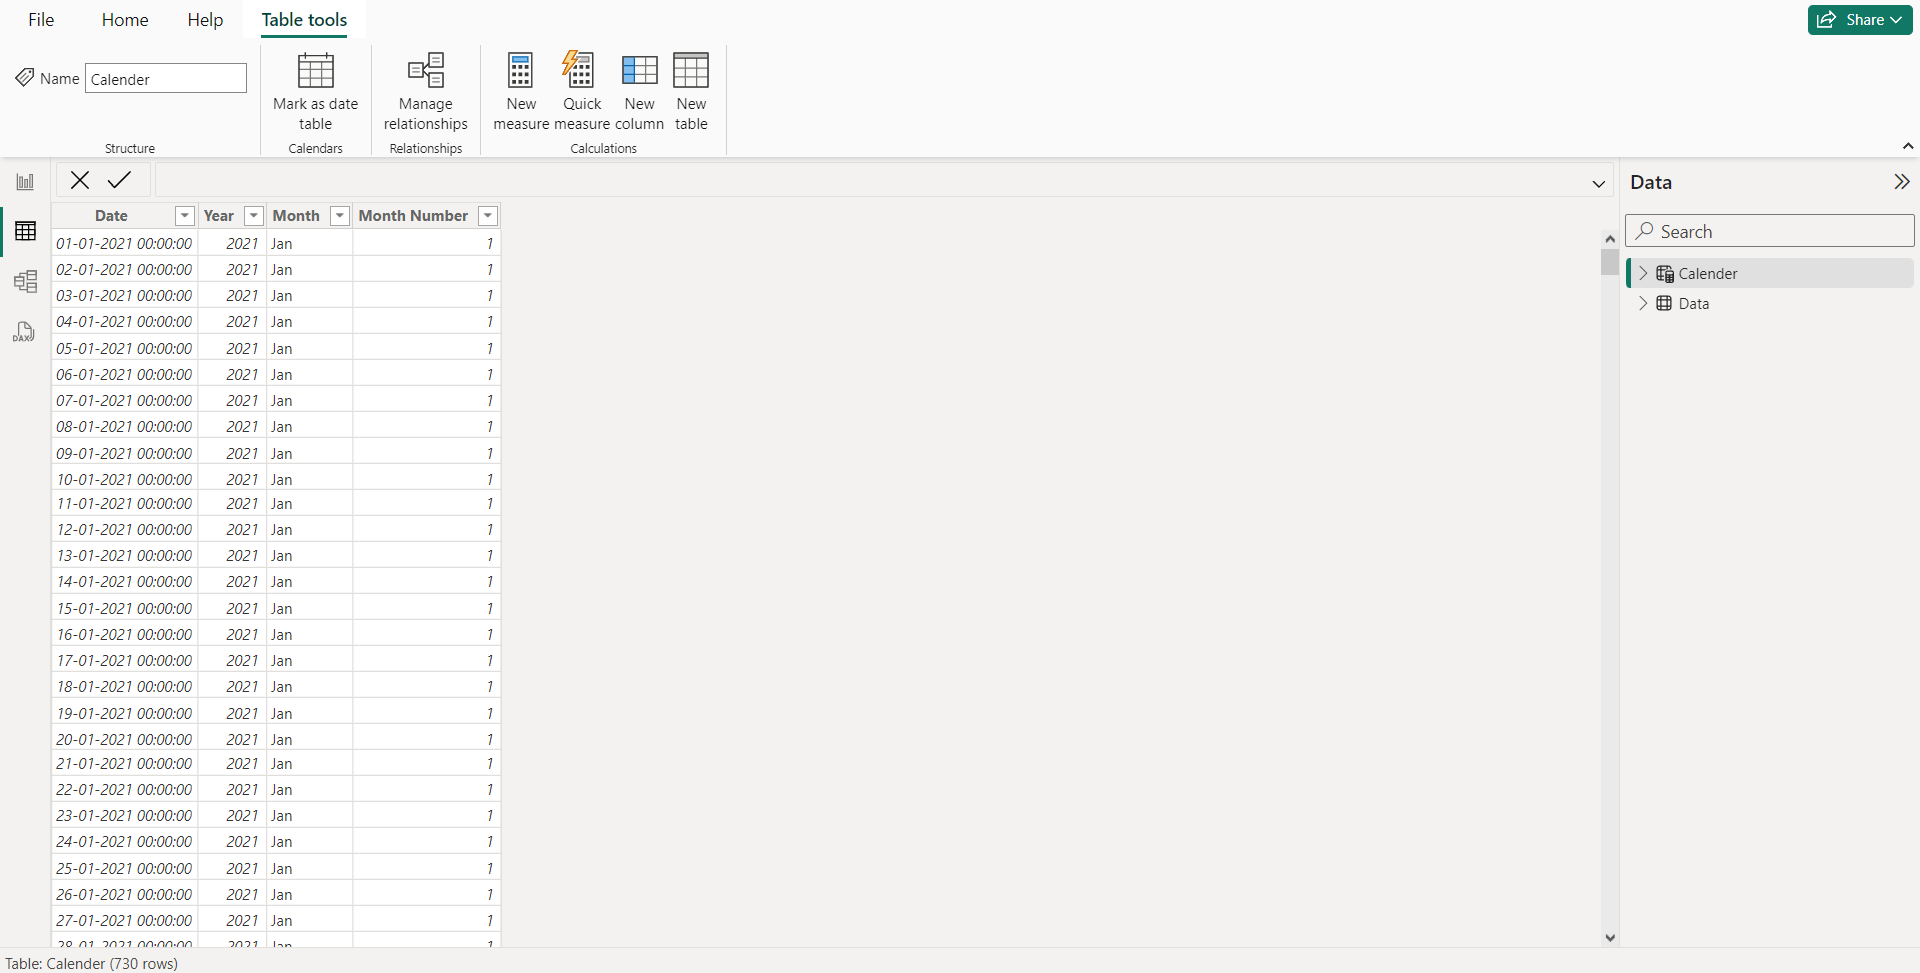 File Home Help Table tools Share
Name Calender
Mark as date table
Manage relationships
New measure
Quick measure
New column
New table
Structure Calendars Relationships Calculations
Data
Search
Calender
Data
DAX
Date Year Month Month Number
01-01-2021 00:00:00 2021 Jan 1
02-01-2021 00:00:00 2021 Jan 1
03-01-2021 00:00:00 2021 Jan 1
04-01-2021 00:00:00 2021 Jan 1
05-01-2021 00:00:00 2021 Jan 1
06-01-2021 00:00:00 2021 Jan 1
07-01-2021 00:00:00 2021 Jan 1
08-01-2021 00:00:00 2021 Jan 1
09-01-2021 00:00:00 2021 Jan 1
10-01-2021 00:00:00 2021 Jan 1
11-01-2021 00:00:00 2021 Jan 1
12-01-2021 00:00:00 2021 Jan 1
13-01-2021 00:00:00 2021 Jan 1
14-01-2021 00:00:00 2021 Jan 1
15-01-2021 00:00:00 2021 Jan 1
16-01-2021 00:00:00 2021 Jan 1
17-01-2021 00:00:00 2021 Jan 1
18-01-2021 00:00:00 2021 Jan 1
19-01-2021 00:00:00 2021 Jan 1
20-01-2021 00:00:00 2021 Jan 1
21-01-2021 00:00:00 2021 Jan 1
22-01-2021 00:00:00 2021 Jan 1
23-01-2021 00:00:00 2021 Jan 1
24-01-2021 00:00:00 2021 Jan 1
25-01-2021 00:00:00 2021 Jan 1
26-01-2021 00:00:00 2021 Jan 1
27-01-2021 00:00:00 2021 Jan 1
28-01-2021 00:00:00 2021 Jan 1
Table: Calender (730 rows)